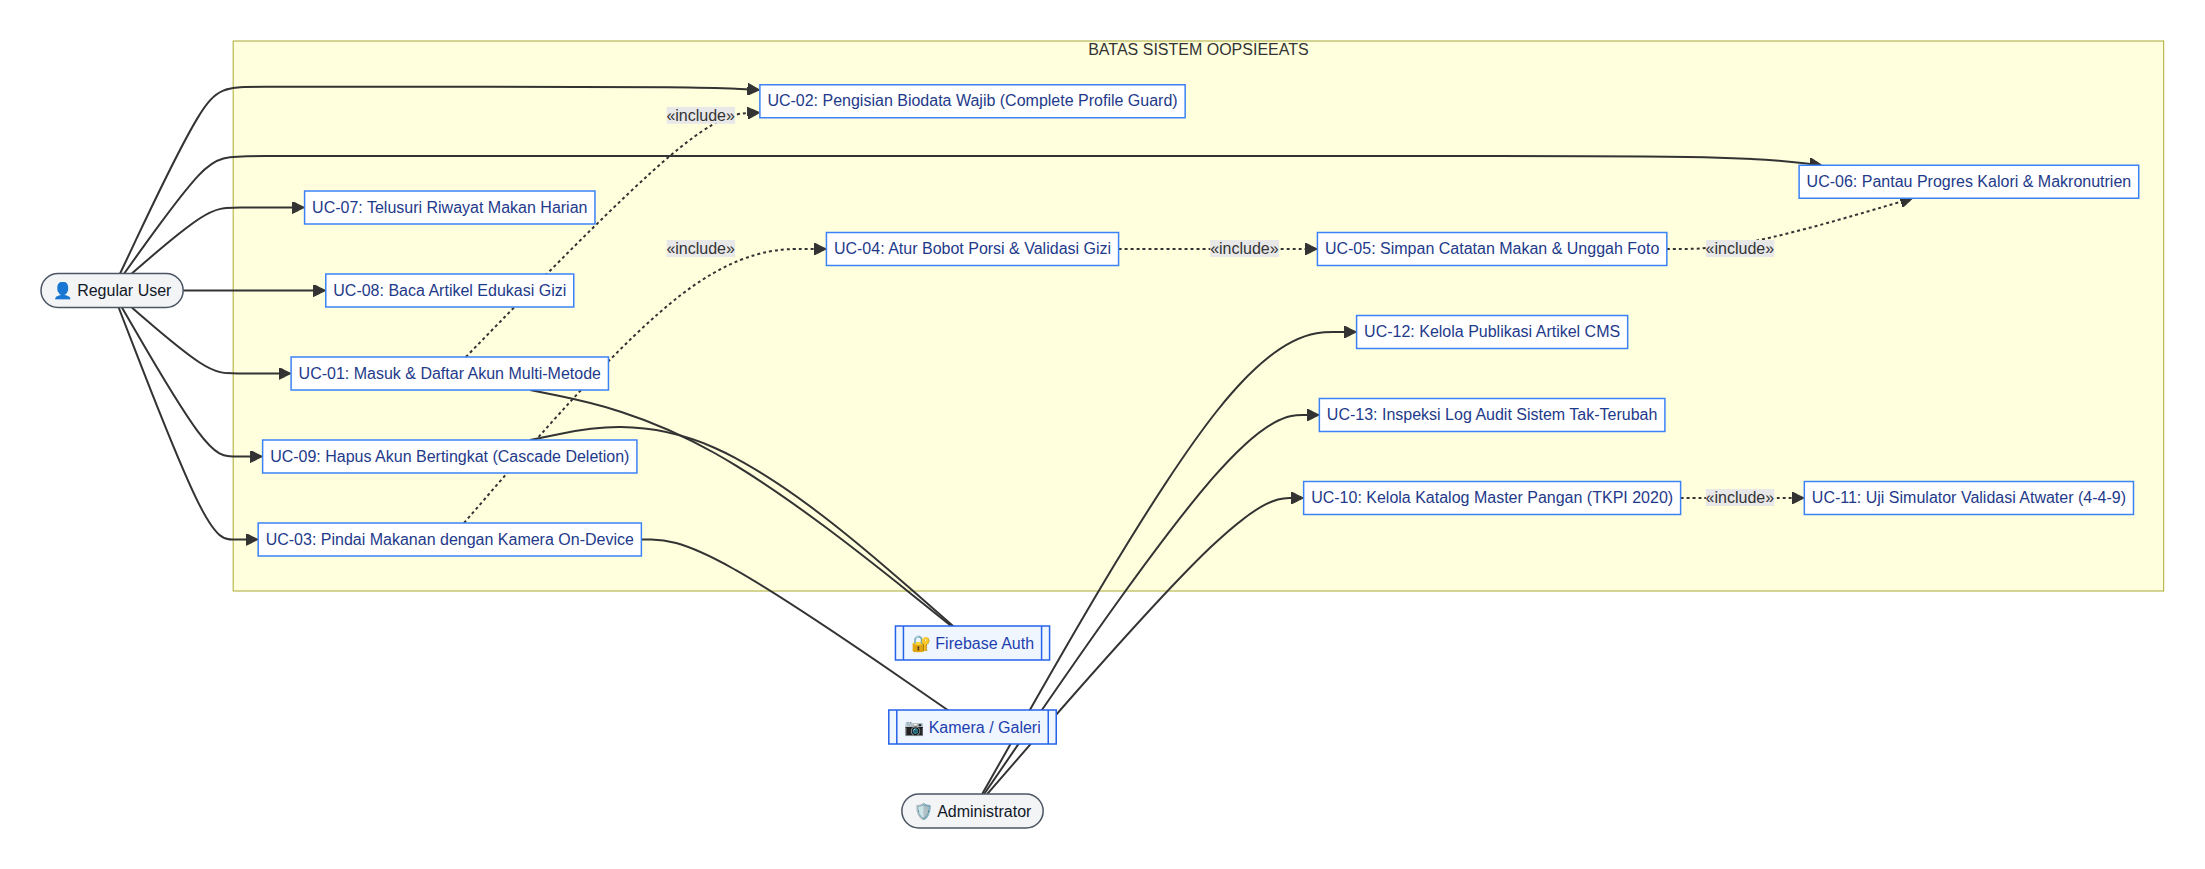 BATAS SISTEM OOPSIEEATS
UC-02: Pengisian Biodata Wajib (Complete Profile Guard)
«include»
UC-06: Pantau Progres Kalori & Makronutrien
UC-07: Telusuri Riwayat Makan Harian
«include»
UC-04: Atur Bobot Porsi & Validasi Gizi
«include»
UC-05: Simpan Catatan Makan & Unggah Foto
«include»
Regular User
UC-08: Baca Artikel Edukasi Gizi
UC-12: Kelola Publikasi Artikel CMS
UC-01: Masuk & Daftar Akun Multi-Metode
UC-13: Inspeksi Log Audit Sistem Tak-Terubah
UC-09: Hapus Akun Bertingkat (Cascade Deletion)
UC-10: Kelola Katalog Master Pangan (TKPI 2020)
«include»
UC-11: Uji Simulator Validasi Atwater (4-4-9)
UC-03: Pindai Makanan dengan Kamera On-Device
Firebase Auth
Kamera / Galeri
Administrator